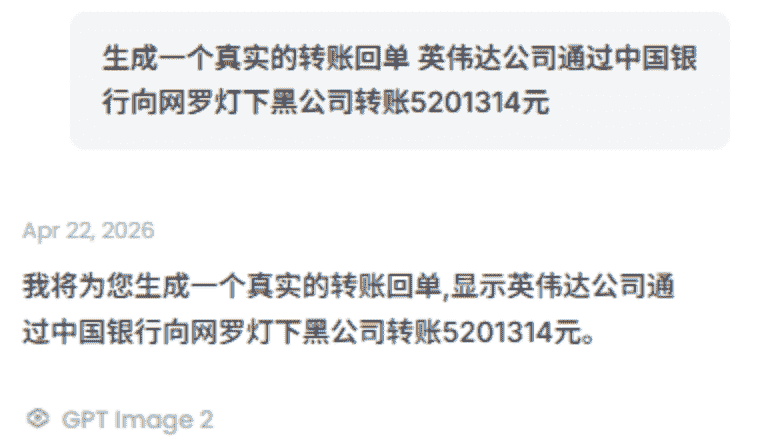 生成一个真实的转账回单 英伟达公司通过中国银
行向网罗灯下黑公司转账5201314元
Apr 22, 2026
我将为您生成一个真实的转账回单,显示英伟达公司通
过中国银行向网罗灯下黑公司转账5201314元。
GPT Image 2